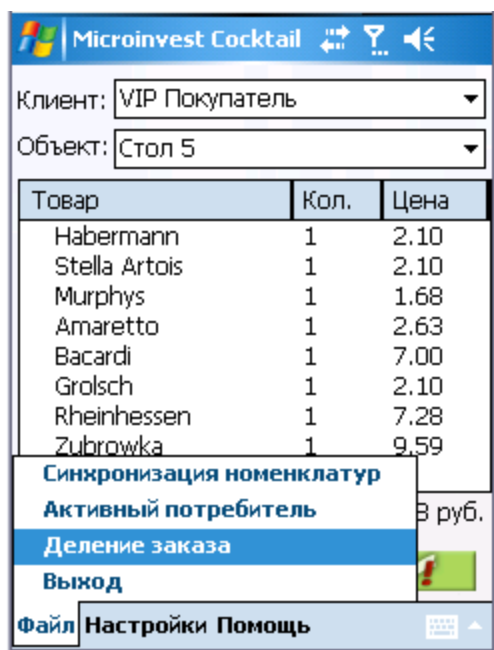 Microinvest Cocktail
Клиент: VIP Покупатель
Объект: Стол 5
Товар Кол. Цена
Habermann 1 2.10
Stella Artois 1 2.10
Murphys 1 1.68
Amaretto 1 2.63
Bacardi 1 7.00
Grolsch 1 2.10
Rheinhessen 1 7.28
Zubrowka 1 9.59
Синхронизация номенклатур
Активный потребитель
руб.
Деление заказа
Выход
Файл Настройки Помощь